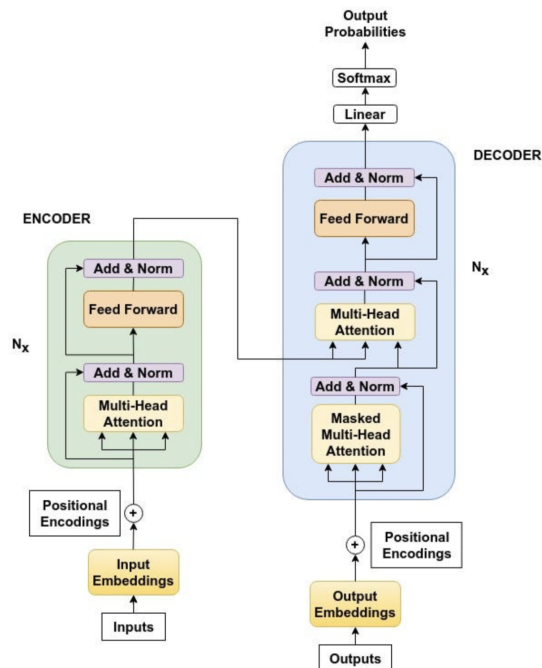 Output
Probabilities
Softmax
Linear
DECODER
Add & Norm
Feed Forward
Add & Norm
Nx
Multi-Head
Attention
Add & Norm
Masked
Multi-Head
Attention
+
Positional
Encodings
Output
Embeddings
Outputs
ENCODER
Add & Norm
Feed Forward
Nx
Add & Norm
Multi-Head
Attention
Positional
Encodings
+
Input
Embeddings
Inputs